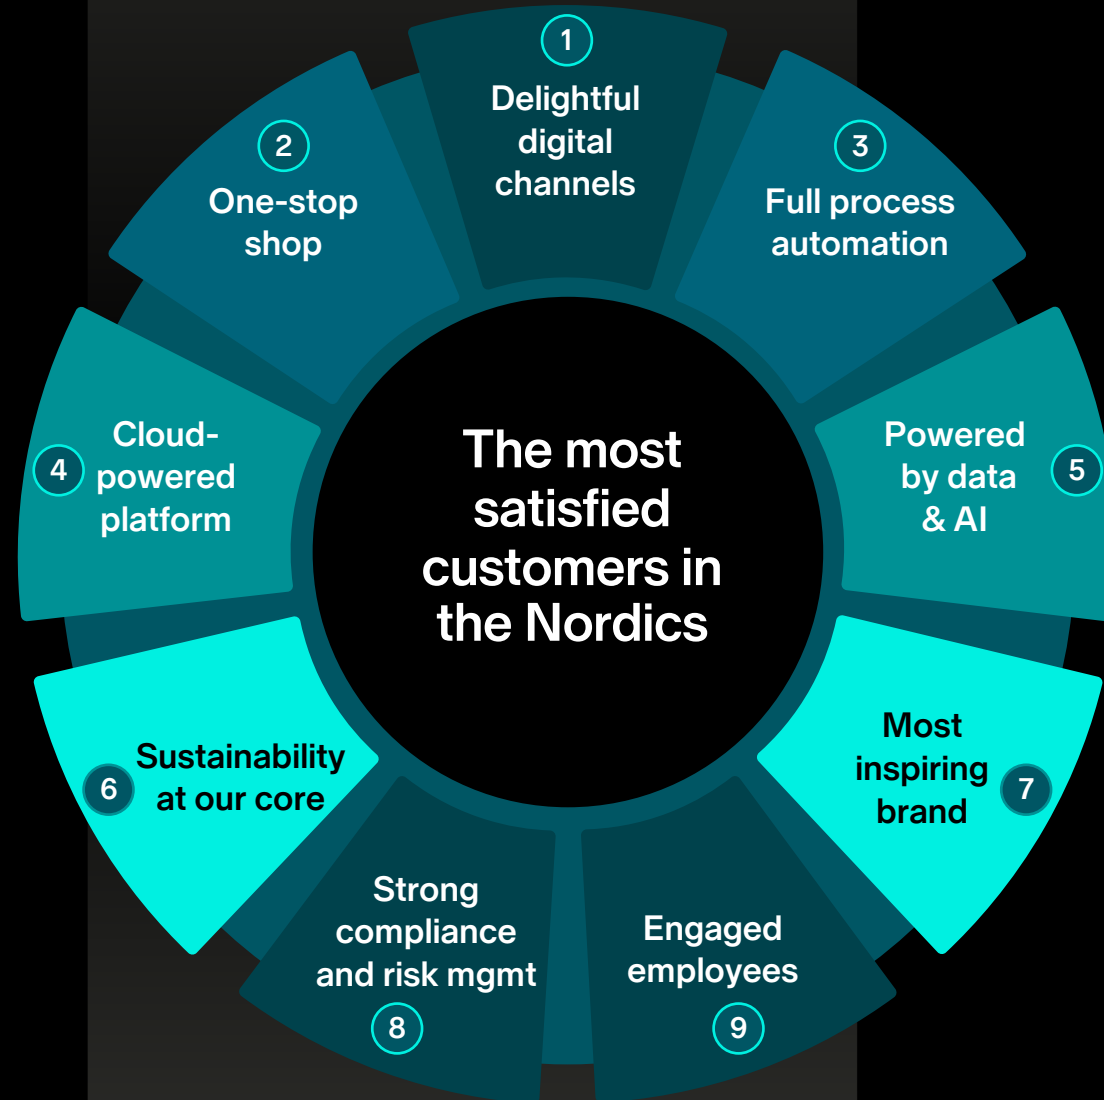 1
Delightful
digital
channels
2
One-stop
shop
3
Full process
automation
4
Cloud-
powered
platform
Powered
by data
& AI
5
The most
satisfied
customers in
the Nordics
6
Sustainability
at our core
Most
inspiring
brand
7
Strong
compliance
and risk mgmt
8
Engaged
employees
9